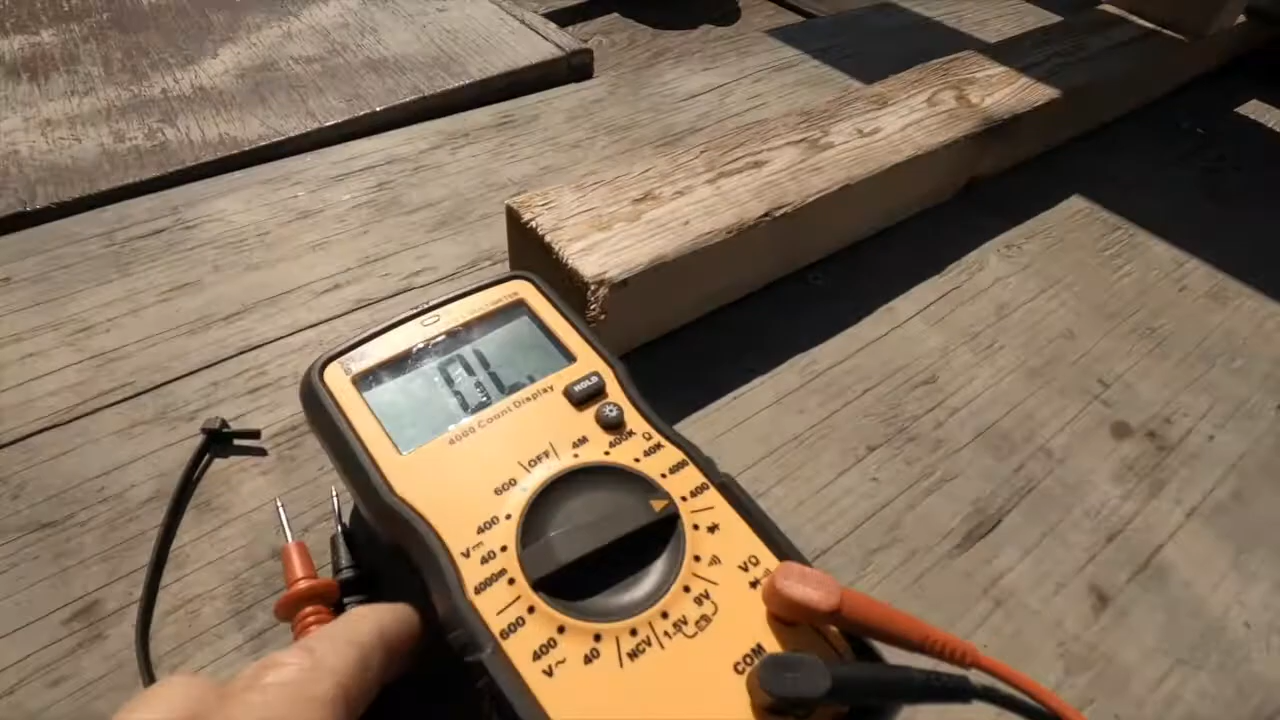 OL
HOLD
4000 Count Display
OFF
4M
400K
Ω
40K
4000
400
600
400
V
40
4000m
600
400
V~
40
NCV
1.5V
9V
VΩ
COM